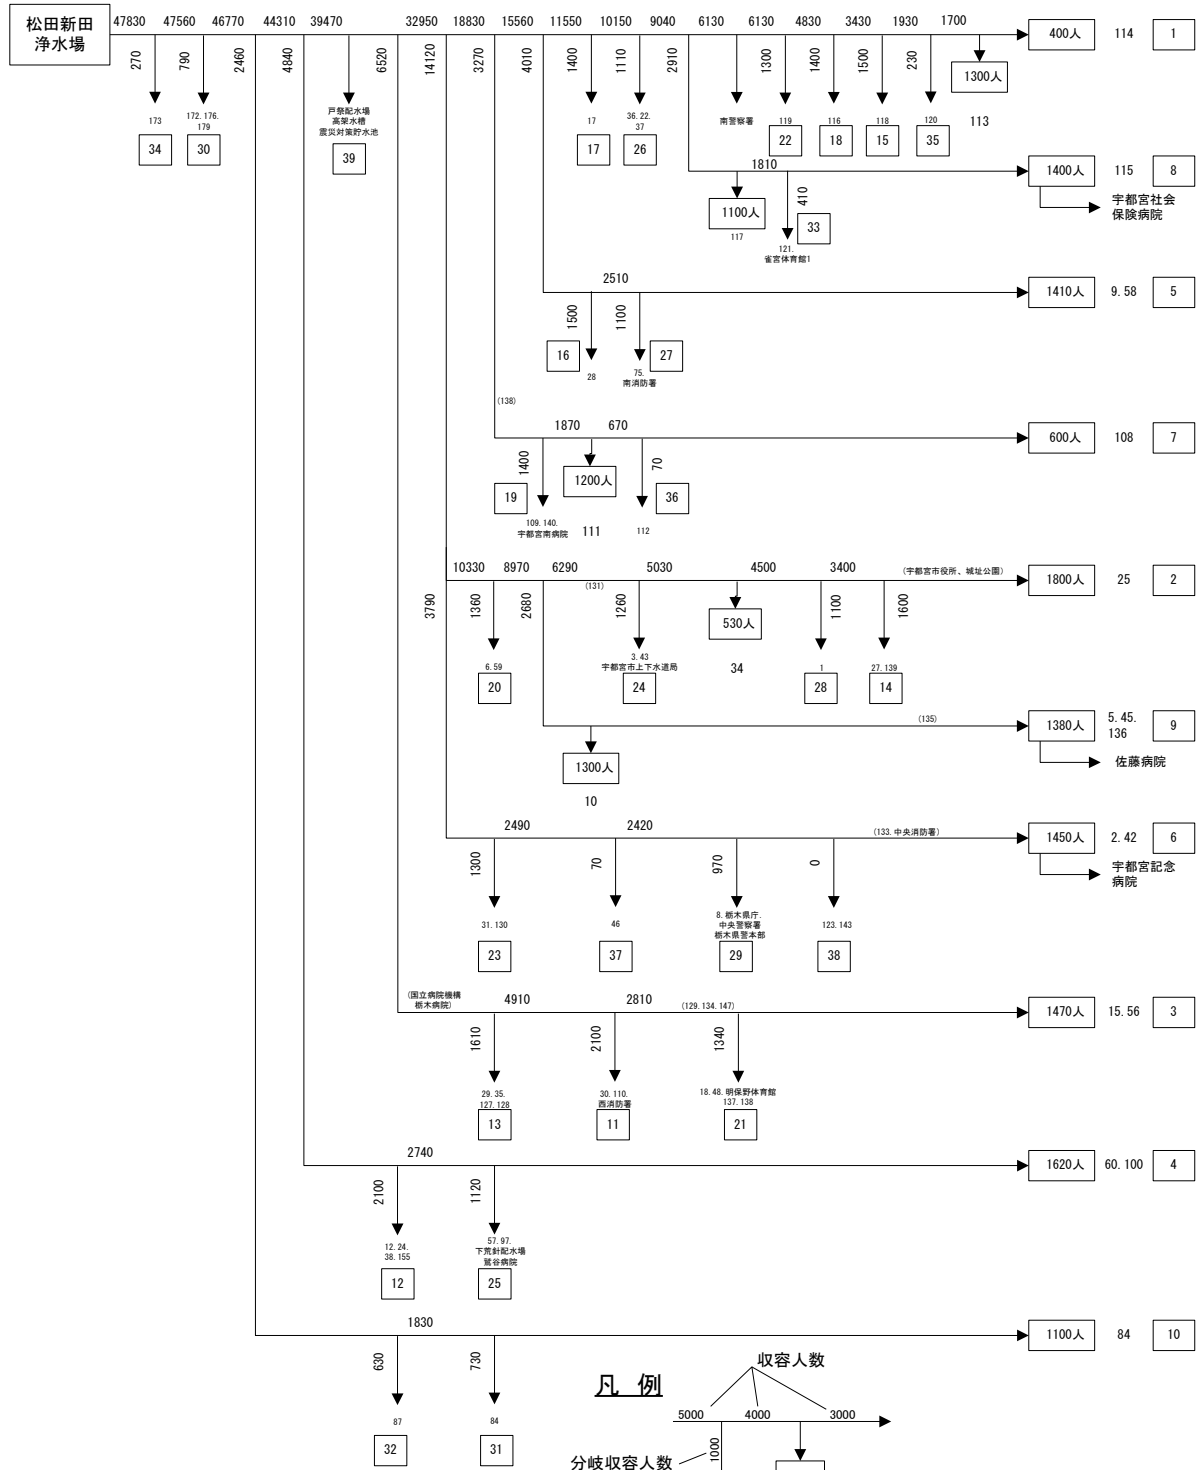 松田新田
浄水場
47830 47560 46770 44310 39470 32950 18830 15560 11550 10150 9040 6130 6130 4830 3430 1930 1700
400人 114 1
270 790 2460 4840 6520 14120 3270 4010 1400 1110 2910 1300 1400 1500 230
1300人
113
173
34
172. 176.
179
30
戸祭配水場
高架水槽
震災対策貯水池
39
17
17
36. 22.
37
26
南警察署
119
22
116
18
118
15
120
35
1810
1400人 115 8
宇都宮社会
保険病院
1100人
117
410
33
121.
雀宮体育館1
2510
1410人 9. 58 5
1500
16
28
1100
27
75.
南消防署
(138)
1870 670
600人 108 7
1400
19
109. 140.
宇都宮南病院
1200人
111
70
36
112
10330 8970 6290 5030 4500 3400
(131)
(宇都宮市役所、城址公園)
1800人 25 2
3790
1360
6. 59
20
2680
1260
3. 43
宇都宮市上下水道局
24
530人
34
1100
1
28
1600
27. 139
14
(135)
1380人
5. 45.
136
9
佐藤病院
1300人
10
2490 2420
(133. 中央消防署)
1450人 2. 42 6
宇都宮記念
病院
1300
31. 130
23
70
46
37
970
8. 栃木県庁.
中央警察署
栃木県警本部
29
0
123. 143
38
(国立病院機構
栃木病院)
4910 2810
(129. 134. 147)
1470人 15. 56 3
1610
29. 35.
127. 128
13
2100
30. 110.
西消防署
11
1340
18. 48. 明保野体育館
137. 138
21
2740
1620人 60. 100 4
2100
12. 24.
38. 155
12
1120
57. 97.
下荒針配水場
鷲谷病院
25
1830
1100人 84 10
630
87
32
730
84
31
凡 例
収容人数
5000 4000 3000
1000
分岐収容人数